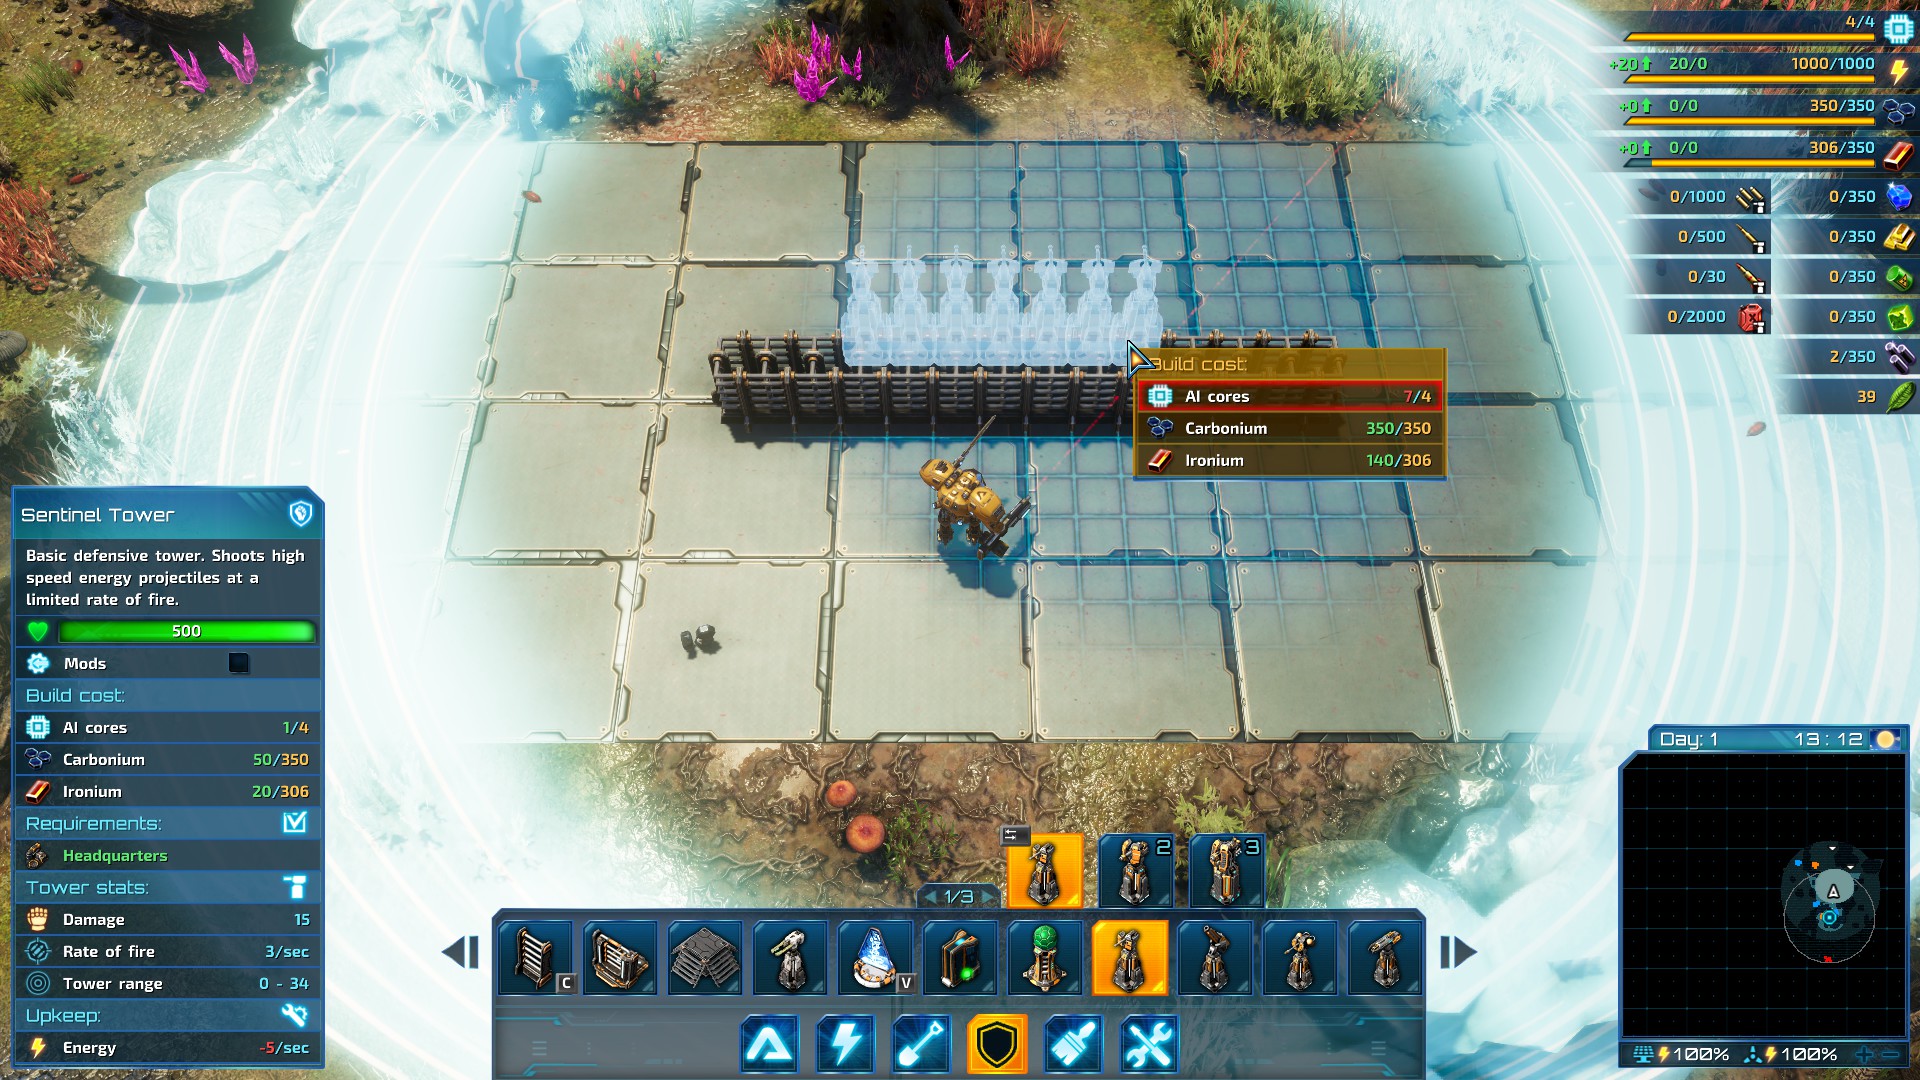 4/4
+20 20/0 1000/1000
+0 0/0 350/350
+0 0/0 306/350
0/1000 0/350
0/500 0/350
0/30 0/350
0/2000 0/350
2/350
39
Build cost:
AI cores 7/4
Carbonium 350/350
Ironium 140/306
Sentinel Tower
Basic defensive tower. Shoots high
speed energy projectiles at a
limited rate of fire.
500
Mods
Build cost:
AI cores 1/4
Carbonium 50/350
Ironium 20/306
Requirements:
Headquarters
Tower stats:
Damage 15
Rate of fire 3/sec
Tower range 0 - 34
Upkeep:
Energy -5/sec
Day: 1 13:12
A
100% 100%
2 3
1/3
C V